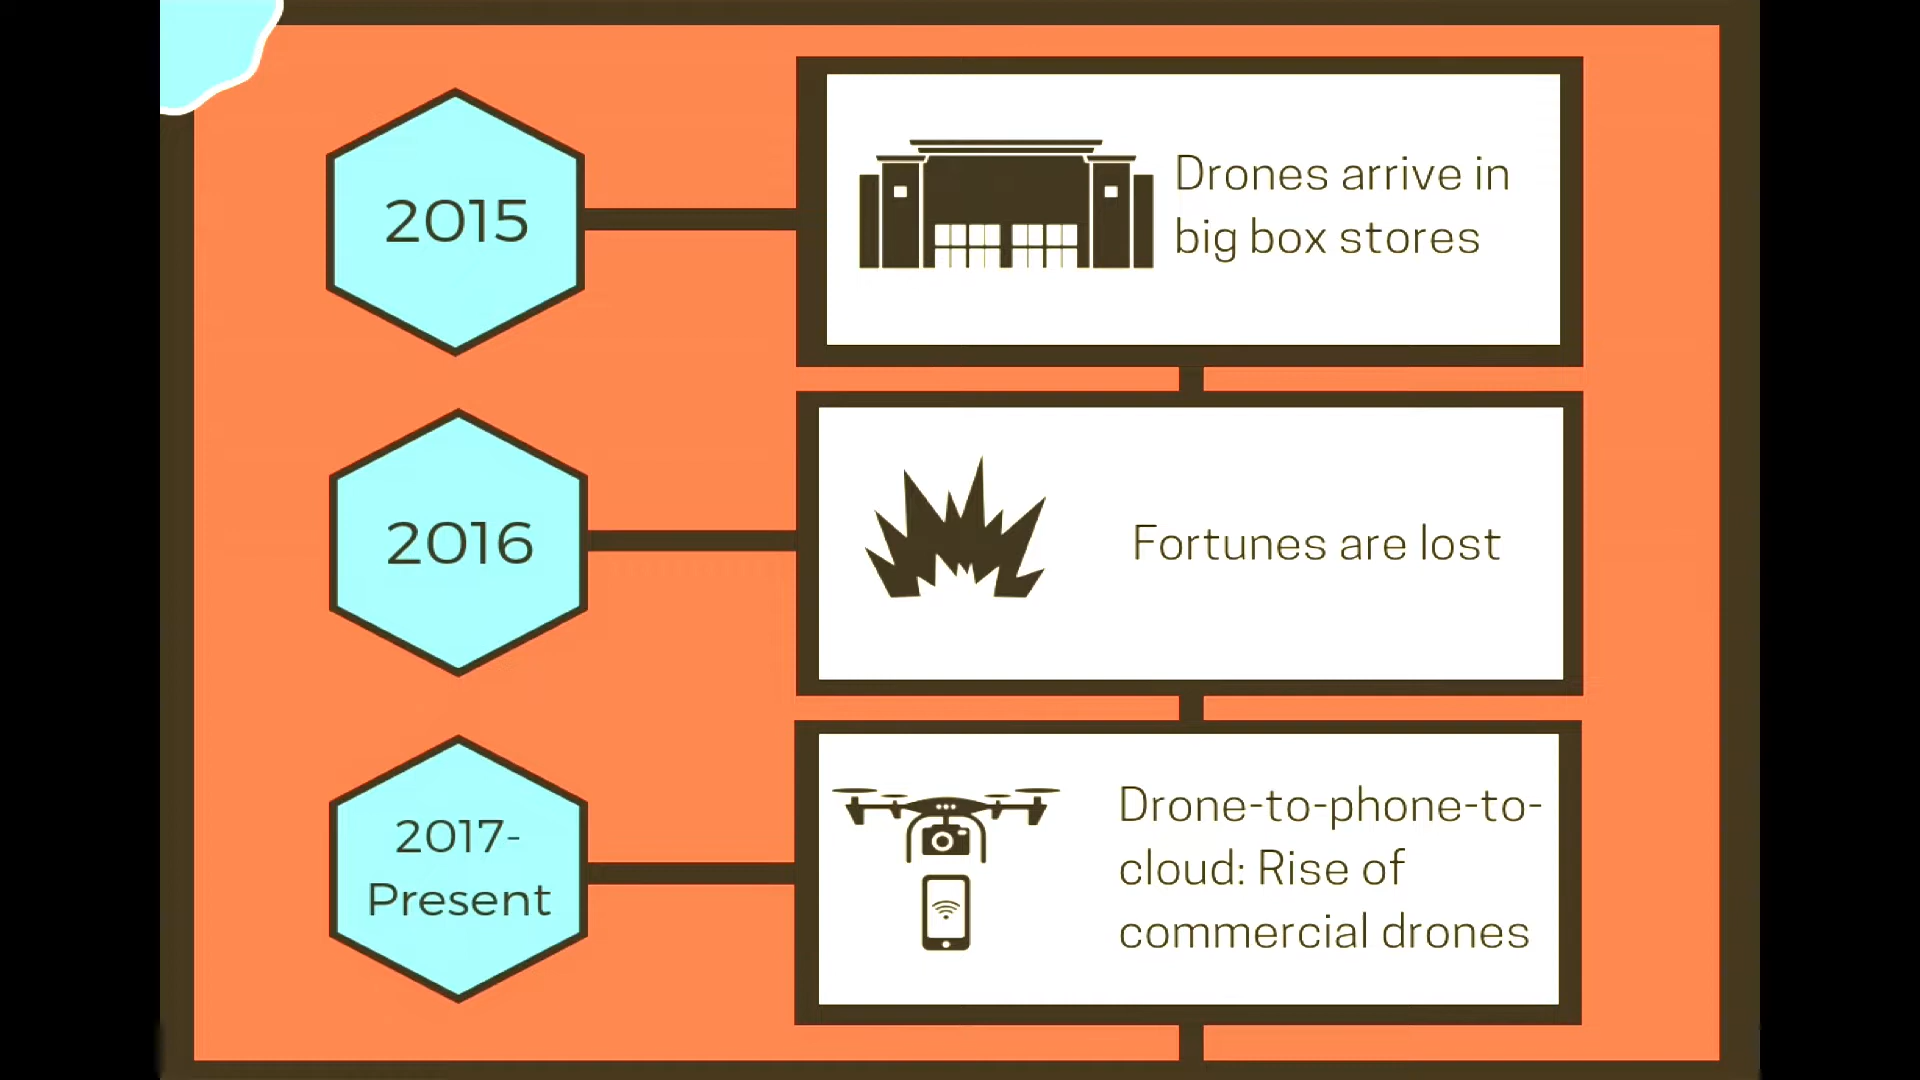 2015
Drones arrive in
big box stores
2016
Fortunes are lost
2017-
Present
Drone-to-phone-to-
cloud: Rise of
commercial drones